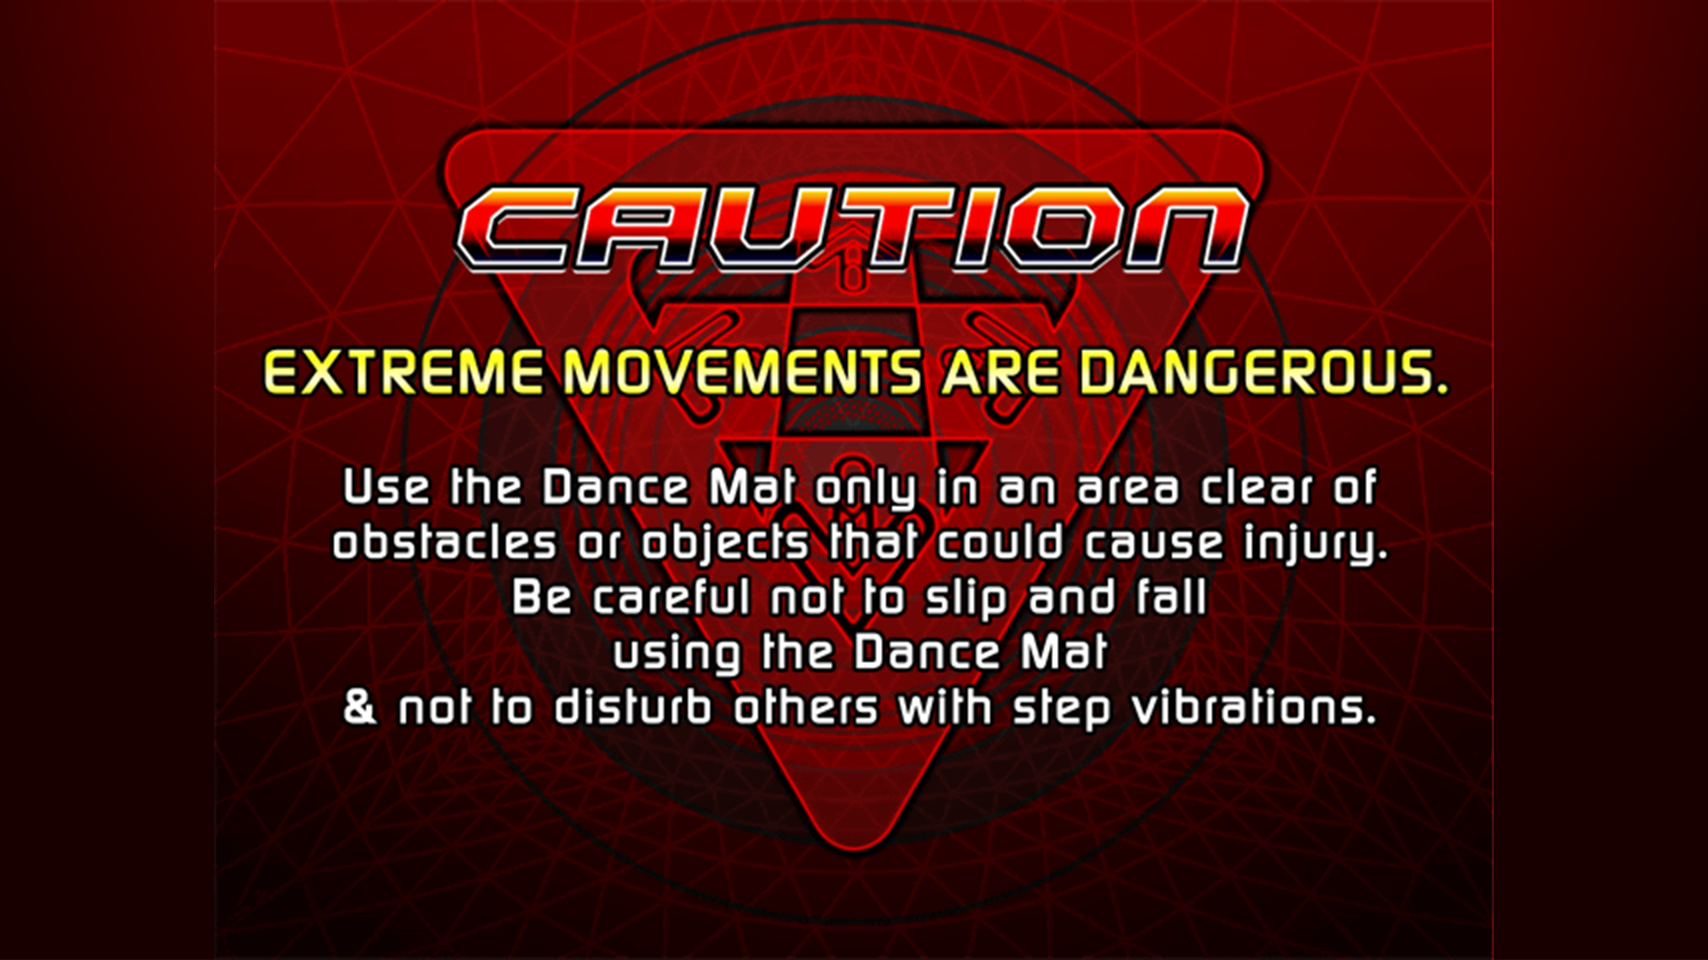 CAUTION
EXTREME MOVEMENTS ARE DANGEROUS.
Use the Dance Mat only in an area clear of
obstacles or objects that could cause injury.
Be careful not to slip and fall
using the Dance Mat
& not to disturb others with step vibrations.